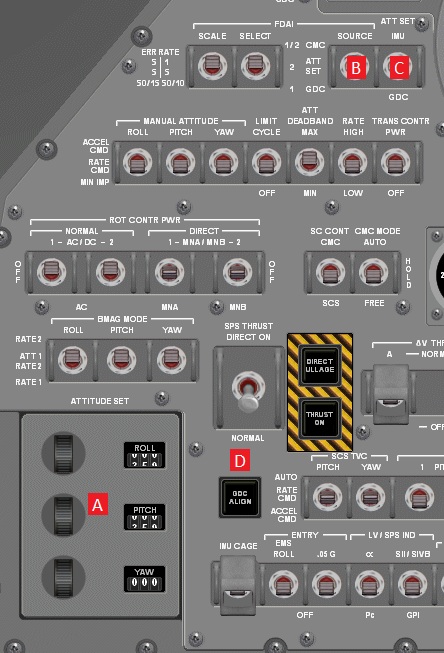 GDC
FDAI
ATT SET
SCALE SELECT SOURCE IMU
ERR RATE
5 1
5 5
50/15 50/10
1/2 CMC
2 ATT SET
1 GDC
B C
GDC
MANUAL ATTITUDE
ROLL PITCH YAW
LIMIT CYCLE
ATT DEADBAND MAX
RATE HIGH
TRANS CONTR PWR
ACCEL CMD
RATE CMD
MIN IMP
OFF MIN LOW OFF
ROT CONTR PWR
NORMAL DIRECT
1 - AC / DC - 2 1 - MNA / MNB - 2
OFF OFF
AC MNA MNB
SC CONT CMC MODE
CMC AUTO
HOLD
SCS FREE
BMAG MODE
ROLL PITCH YAW
RATE 2
ATT 1
RATE 2
RATE 1
SPS THRUST
DIRECT ON
NORMAL
DIRECT ULLAGE
THRUST ON
ΔV THR
A NORM
OFF
ATTITUDE SET
ROLL
A
PITCH
YAW
000
D
GDC ALIGN
SCS TVC
PITCH YAW 1 PIT
AUTO
RATE CMD
ACCEL CMD
IMU CAGE
ENTRY LV / SPS IND
EMS ROLL .05 G α SII / SIVB
OFF Pc GPI